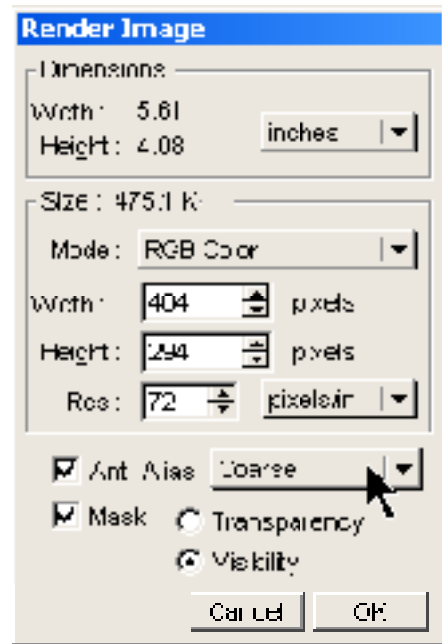 Render Image
Dimensions
Width: 5.61
inches
Height: 4.08
Size: 475.1 K
Mode: RGB Color
Width: 404 pixels
Height: 294 pixels
Res: 72 pixels/in
Anti Alias Coarse
Mask Transparency
Visibility
Cancel OK